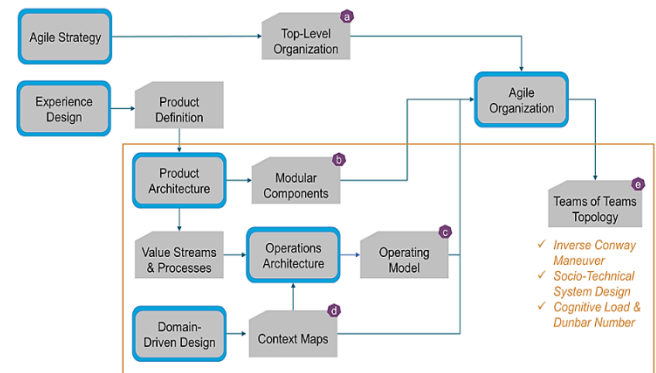 a
Agile Strategy
Top-Level
Organization
Experience
Design
Product
Definition
Agile
Organization
b
Product
Architecture
Modular
Components
e
Teams of Teams
Topology
c
Value Streams
& Processes
Operations
Architecture
Operating
Model
✓ Inverse Conway
Maneuver
✓ Socio-Technical
System Design
✓ Cognitive Load &
Dunbar Number
d
Domain-
Driven Design
Context Maps